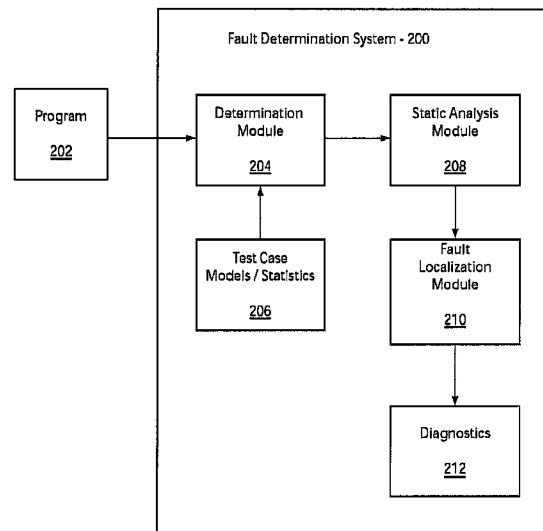 Fault Determination System - 200
Program
202
Determination
Module
204
Static Analysis
Module
208
Test Case
Models / Statistics
206
Fault
Localization
Module
210
Diagnostics
212